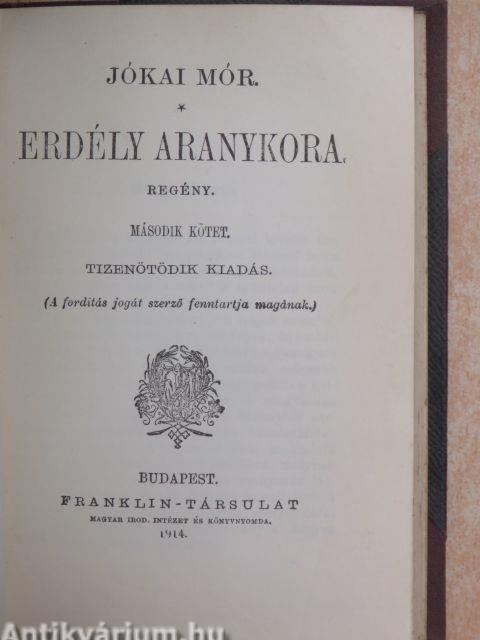 JÓKAI MÓR.
*
ERDÉLY ARANYKORA.
REGÉNY.
MÁSODIK KÖTET.
TIZENÖTÖDIK KIADÁS.
(A forditás jogát szerző fenntartja magának.)
BUDAPEST.
FRANKLIN-TÁRSULAT
MAGYAR IROD. INTÉZET ÉS KÖNYVNYOMDA.
1914.
Antikvárium.hu